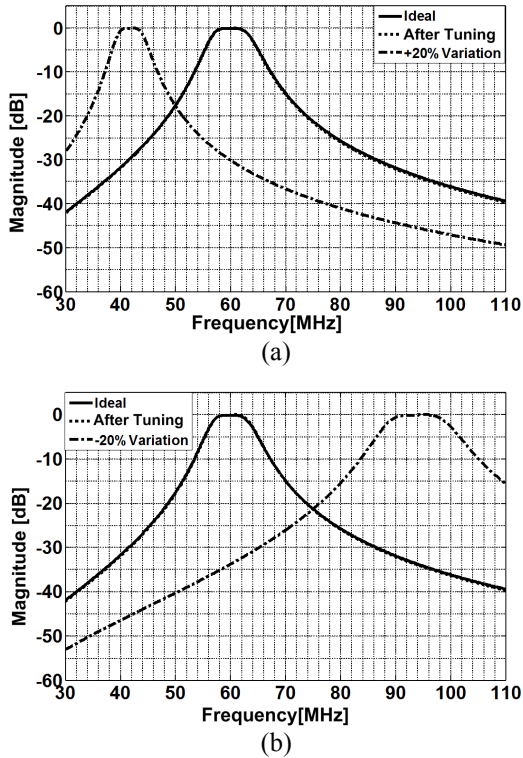 Ideal
After Tuning
+20% Variation
Magnitude [dB]
0
-10
-20
-30
-40
-50
-60
30 40 50 60 70 80 90 100 110
Frequency[MHz]
(a)
Ideal
After Tuning
-20% Variation
Magnitude [dB]
0
-10
-20
-30
-40
-50
-60
30 40 50 60 70 80 90 100 110
Frequency[MHz]
(b)